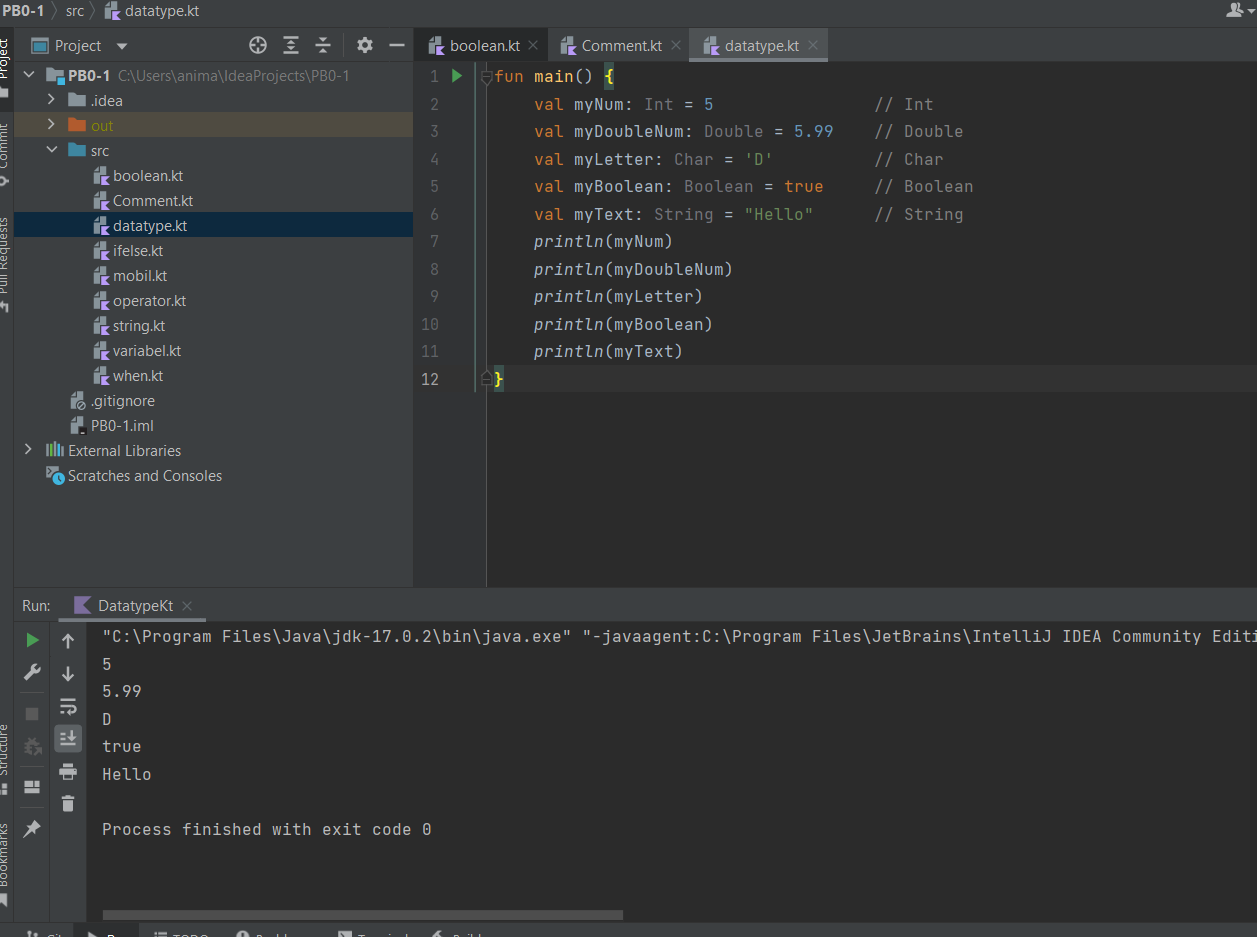 PB0-1 src datatype.kt
Project
boolean.kt Comment.kt datatype.kt
Project
Commit
Pull Requests
PB0-1 C:\Users\anima\IdeaProjects\PB0-1
.idea
out
src
boolean.kt
Comment.kt
datatype.kt
ifelse.kt
mobil.kt
operator.kt
string.kt
variabel.kt
when.kt
.gitignore
PB0-1.iml
External Libraries
Scratches and Consoles
1 fun main() {
2 val myNum: Int = 5 // Int
3 val myDoubleNum: Double = 5.99 // Double
4 val myLetter: Char = 'D' // Char
5 val myBoolean: Boolean = true // Boolean
6 val myText: String = "Hello" // String
7 println(myNum)
8 println(myDoubleNum)
9 println(myLetter)
10 println(myBoolean)
11 println(myText)
12 }
Run: DatatypeKt
"C:\Program Files\Java\jdk-17.0.2\bin\java.exe" "-javaagent:C:\Program Files\JetBrains\IntelliJ IDEA Community Editi
5
5.99
D
true
Hello
Process finished with exit code 0
Structure
Bookmarks